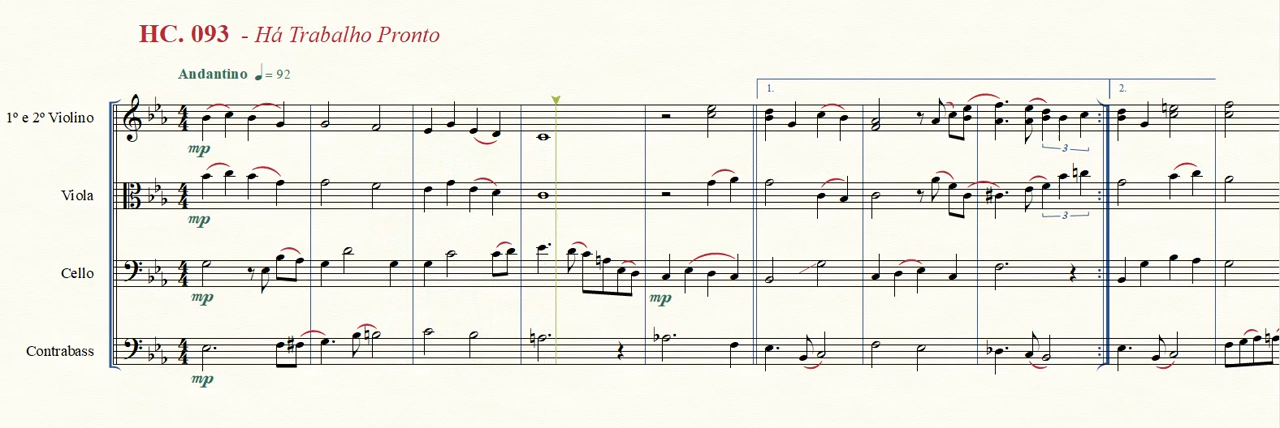 HC. 093 - Há Trabalho Pronto
Andantino ♩= 92
1. 2.
1º e 2º Violino
mp
3
Viola
mp
3
Cello
mp mp
Contrabass
mp